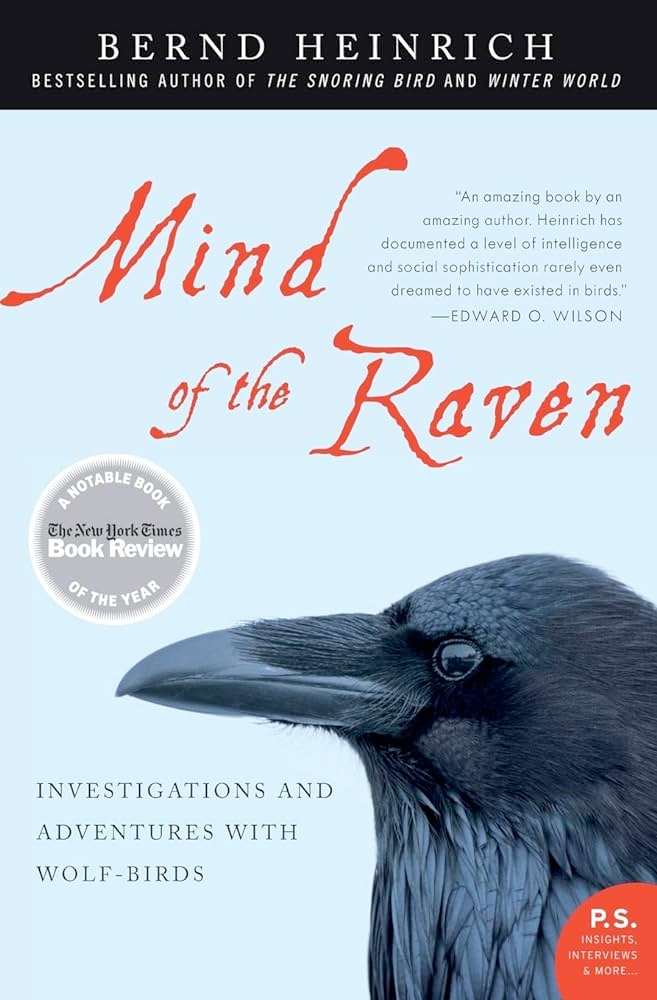 BERND HEINRICH
BESTSELLING AUTHOR OF THE SNORING BIRD AND WINTER WORLD
Mind
of the Raven
“An amazing book by an
amazing author. Heinrich has
documented a level of intelligence
and social sophistication rarely even
dreamed to have existed in birds.”
—EDWARD O. WILSON
A NOTABLE BOOK
The New York Times
Book Review
OF THE YEAR
INVESTIGATIONS AND
ADVENTURES WITH
WOLF-BIRDS
P.S.
INSIGHTS,
INTERVIEWS
& MORE...